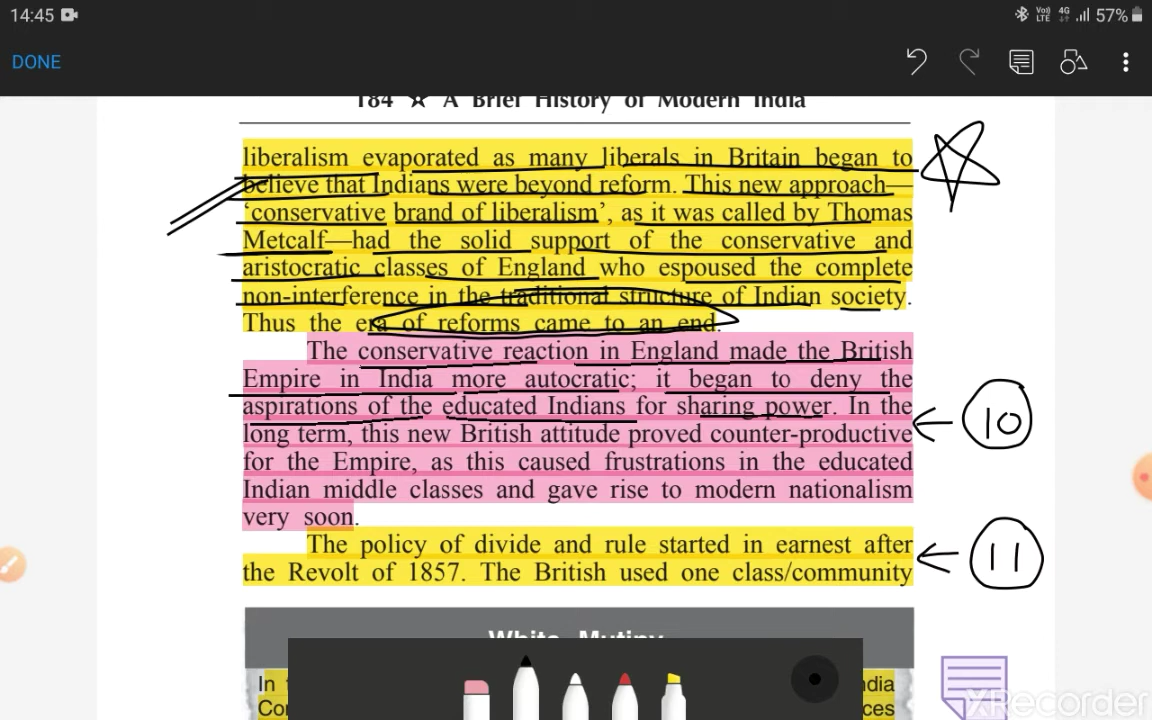 14:45 Vo) 4G 57%
LTE
DONE
184 ☆ A Brief History of Modern India
liberalism evaporated as many liberals in Britain began to
believe that Indians were beyond reform. This new approach—
‘conservative brand of liberalism’, as it was called by Thomas
Metcalf—had the solid support of the conservative and
aristocratic classes of England who espoused the complete
non-interference in the traditional structure of Indian society.
Thus the era of reforms came to an end.
The conservative reaction in England made the British
Empire in India more autocratic; it began to deny the
aspirations of the educated Indians for sharing power. In the
10
long term, this new British attitude proved counter-productive
for the Empire, as this caused frustrations in the educated
Indian middle classes and gave rise to modern nationalism
very soon.
The policy of divide and rule started in earnest after
11
the Revolt of 1857. The British used one class/community
White Mutiny
In
XRecorder